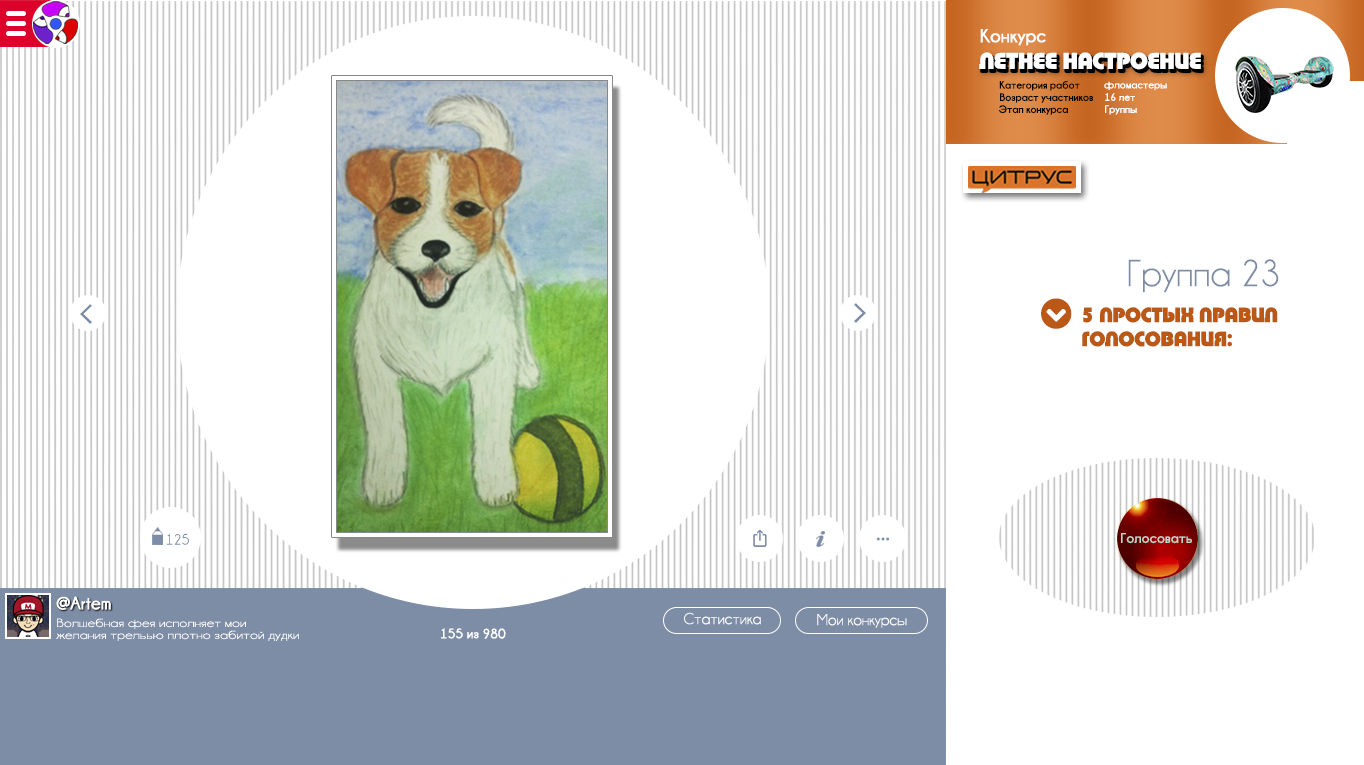 Конкурс
ЛЕТНЕЕ НАСТРОЕНИЕ
Категория работ фломастеры
Возраст участников 16 лет
Этап конкурса Группы
ЦИТРУС
Группа 23
5 ПРОСТЫХ ПРАВИЛ
ГОЛОСОВАНИЯ:
125
i
...
Голосовать
M
@Artem
Волшебная фея исполняет мои
желания третьью плотно забитой дудки
155 из 980
Статистика
Мои конкурсы